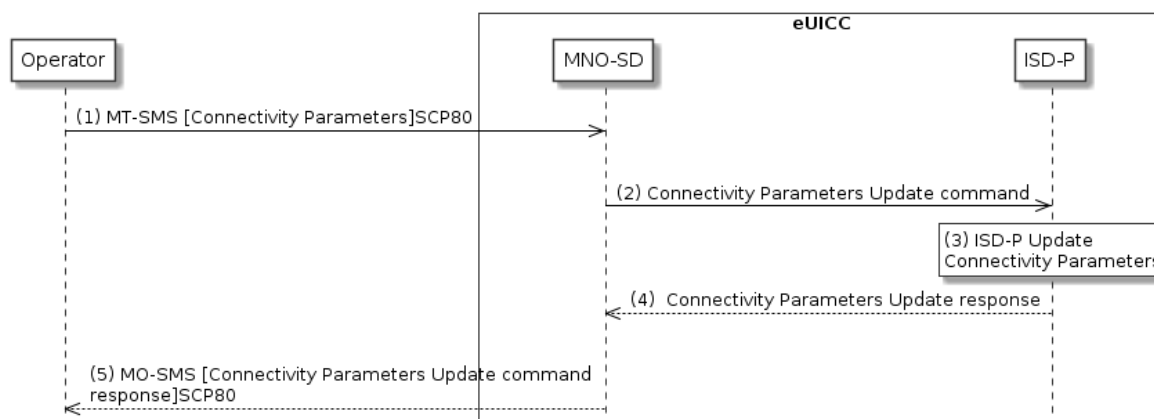 eUICC
Operator
MNO-SD
ISD-P
(1) MT-SMS [Connectivity Parameters]SCP80
(2) Connectivity Parameters Update command
(3) ISD-P Update
Connectivity Parameters
(4)  Connectivity Parameters Update response
(5) MO-SMS [Connectivity Parameters Update command
response]SCP80